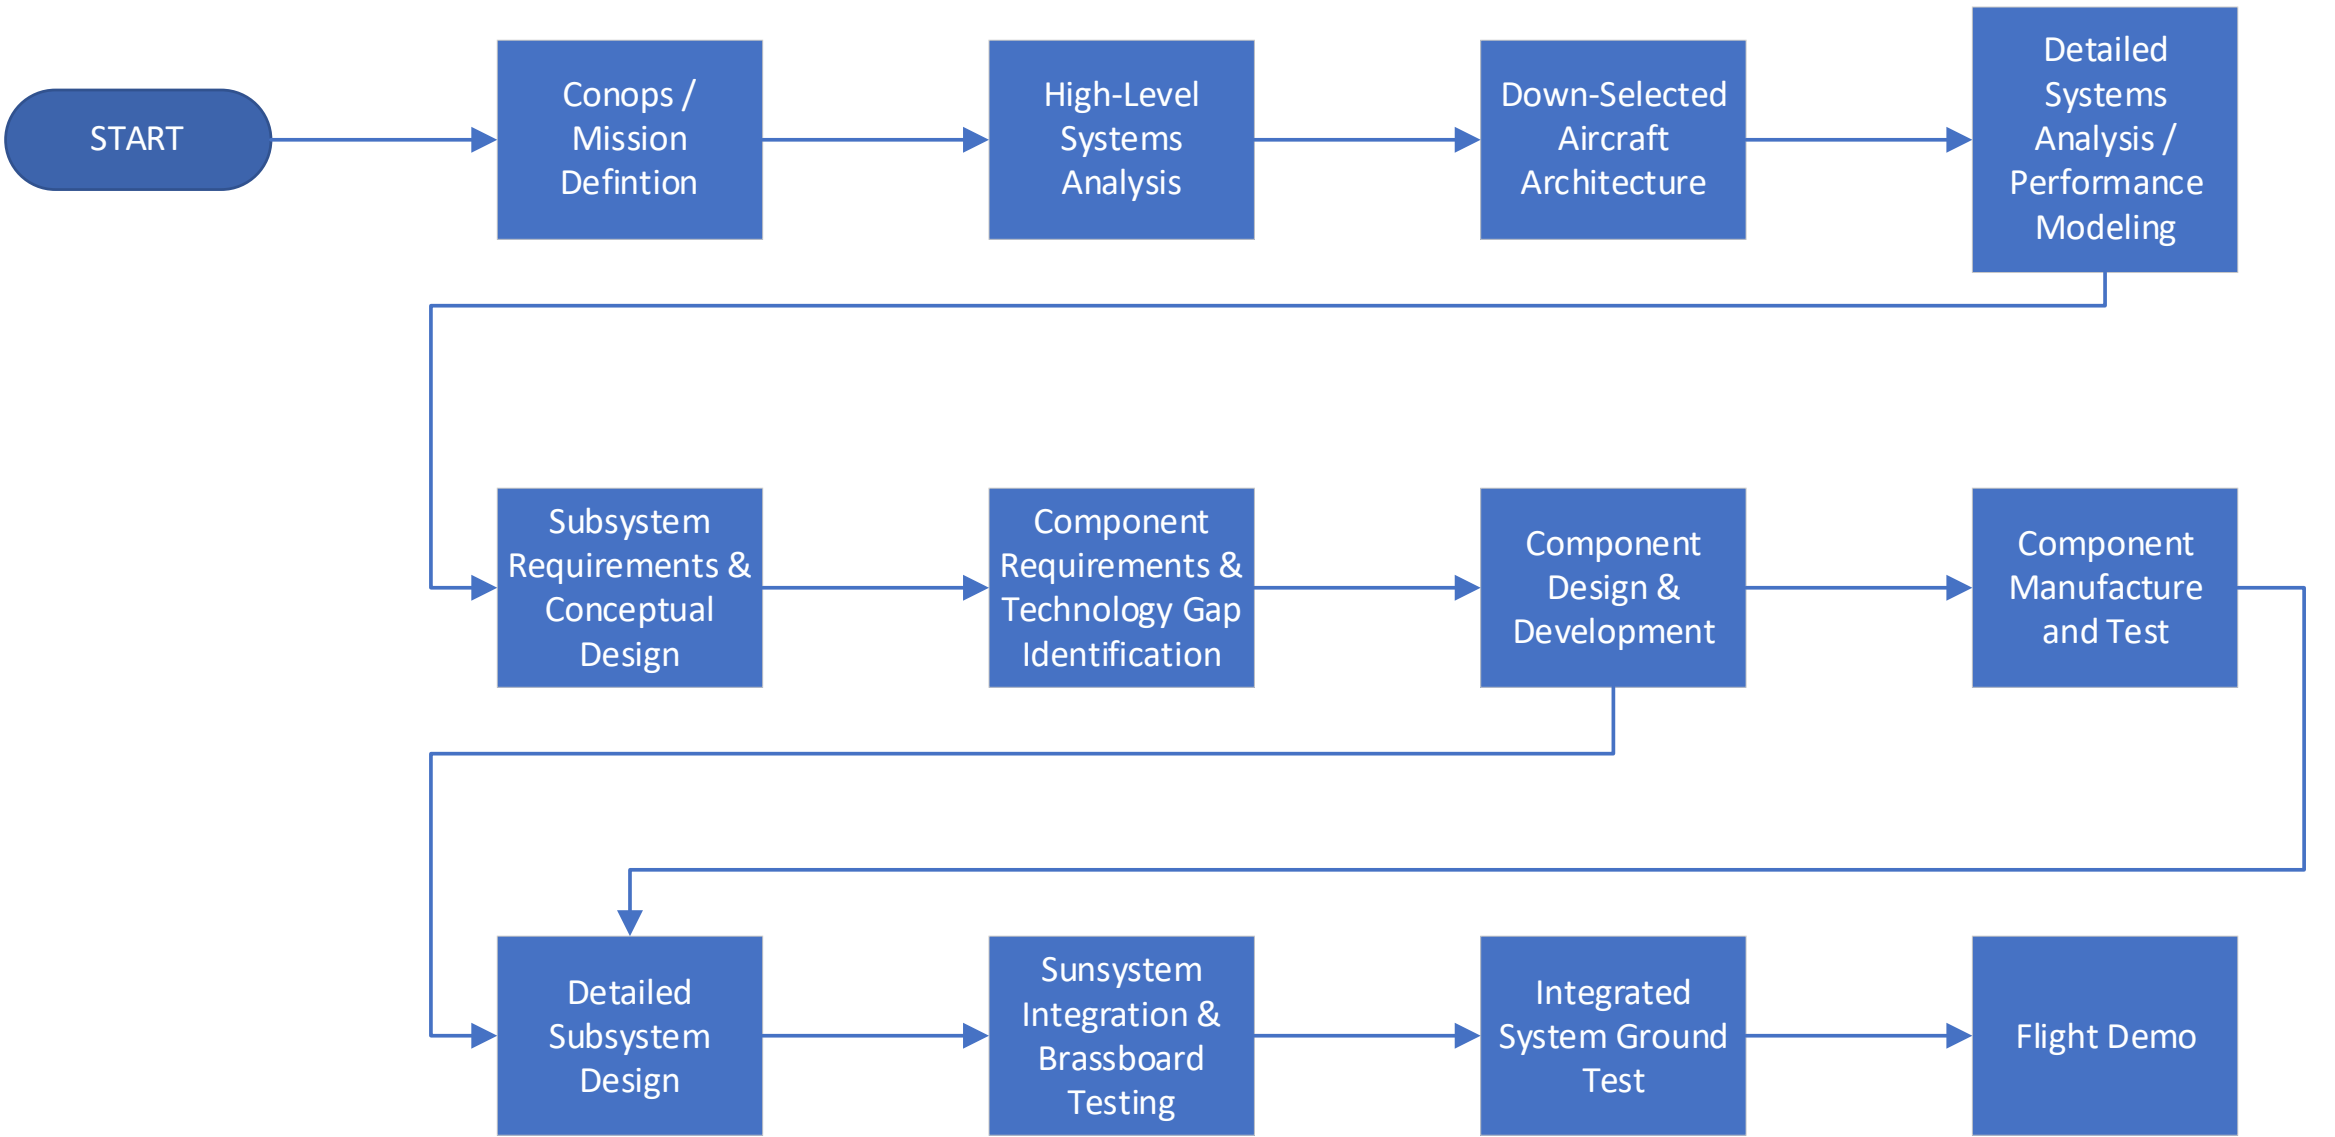 START
Conops /
Mission
Defintion
High-Level
Systems
Analysis
Down-Selected
Aircraft
Architecture
Detailed
Systems
Analysis /
Performance
Modeling
Subsystem
Requirements &
Conceptual
Design
Component
Requirements &
Technology Gap
Identification
Component
Design &
Development
Component
Manufacture
and Test
Detailed
Subsystem
Design
Sunsystem
Integration &
Brassboard
Testing
Integrated
System Ground
Test
Flight Demo